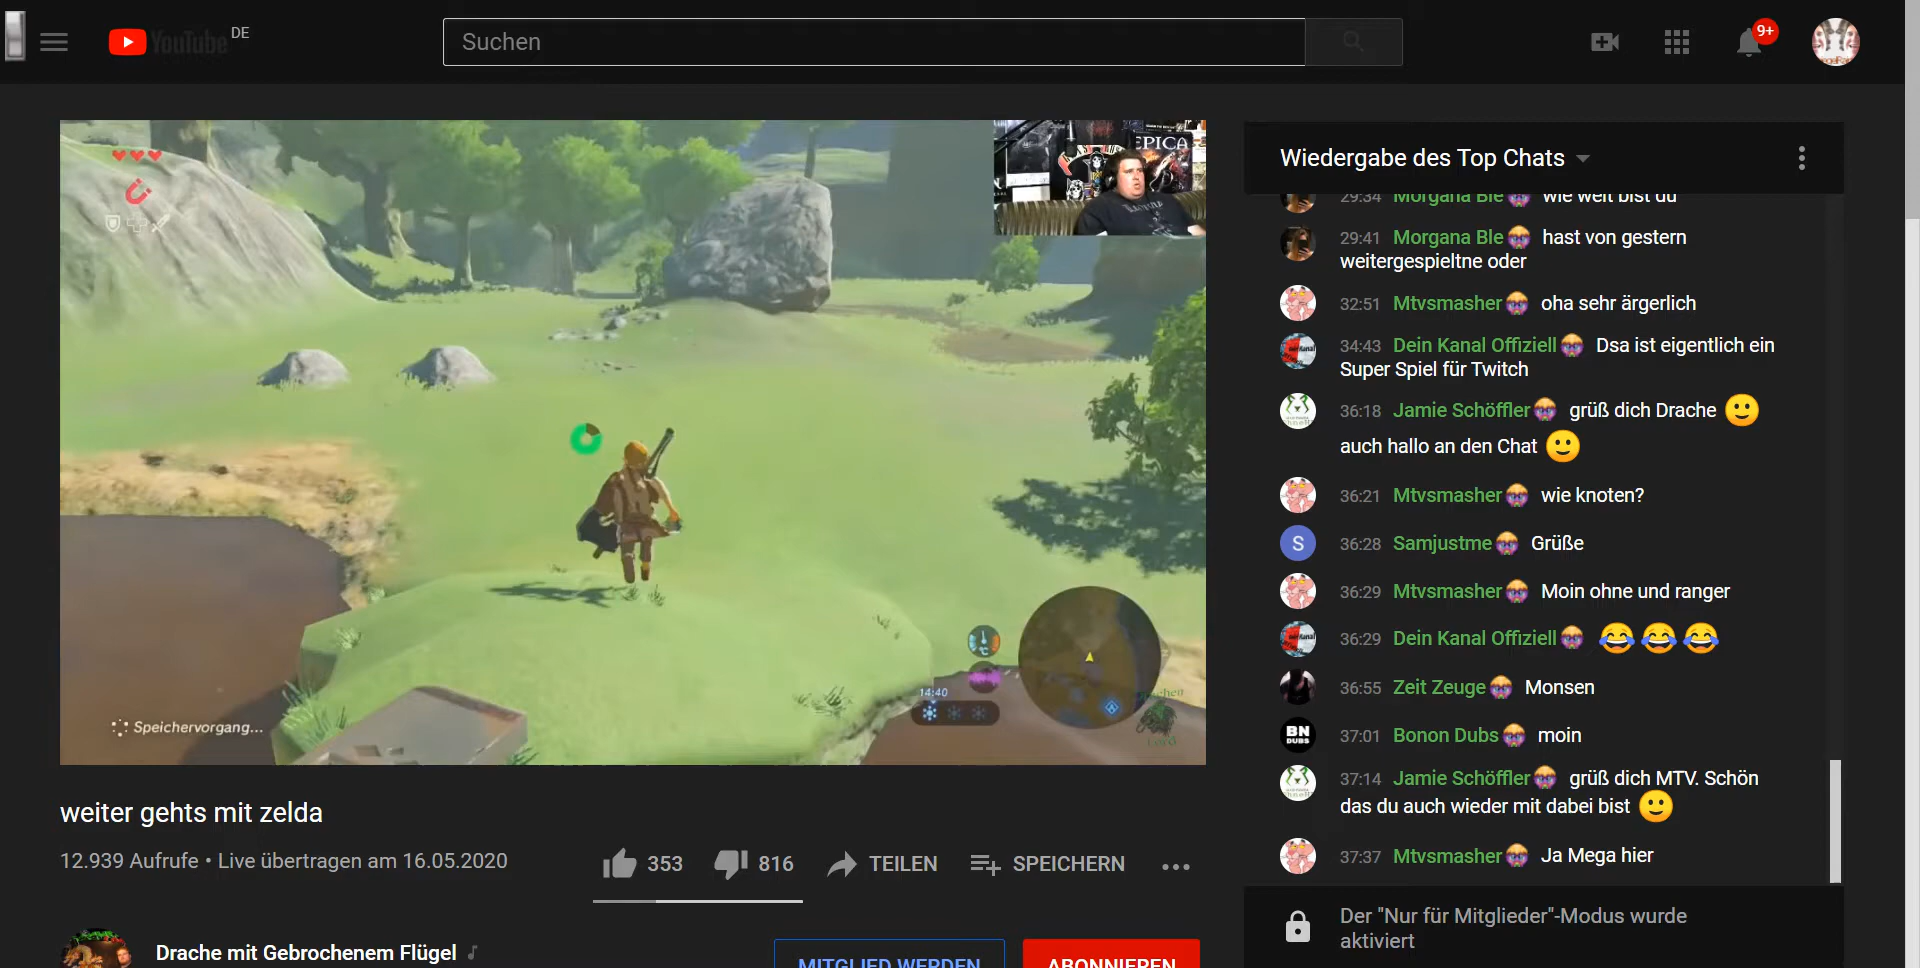 YouTube DE
Suchen
9+
EPICA
Speichervorgang...
14:40
Lord
weiter gehts mit zelda
12.939 Aufrufe • Live übertragen am 16.05.2020
353
816
TEILEN
SPEICHERN
Drache mit Gebrochenem Flügel
MITGLIED WERDEN
ABONNIEREN
Wiedergabe des Top Chats
29:34 Morgana Ble wie weit bist du
29:41 Morgana Ble hast von gestern
weitergespieltne oder
32:51 Mtvsmasher oha sehr ärgerlich
34:43 Dein Kanal Offiziell Dsa ist eigentlich ein
Super Spiel für Twitch
36:18 Jamie Schöffler grüß dich Drache 🙂
auch hallo an den Chat 🙂
36:21 Mtvsmasher wie knoten?
S
36:28 Samjustme Grüße
36:29 Mtvsmasher Moin ohne und ranger
36:29 Dein Kanal Offiziell 😂😂😂
36:55 Zeit Zeuge Monsen
BN
DUBS
37:01 Bonon Dubs moin
37:14 Jamie Schöffler grüß dich MTV. Schön
das du auch wieder mit dabei bist 🙂
37:37 Mtvsmasher Ja Mega hier
Der "Nur für Mitglieder"-Modus wurde
aktiviert